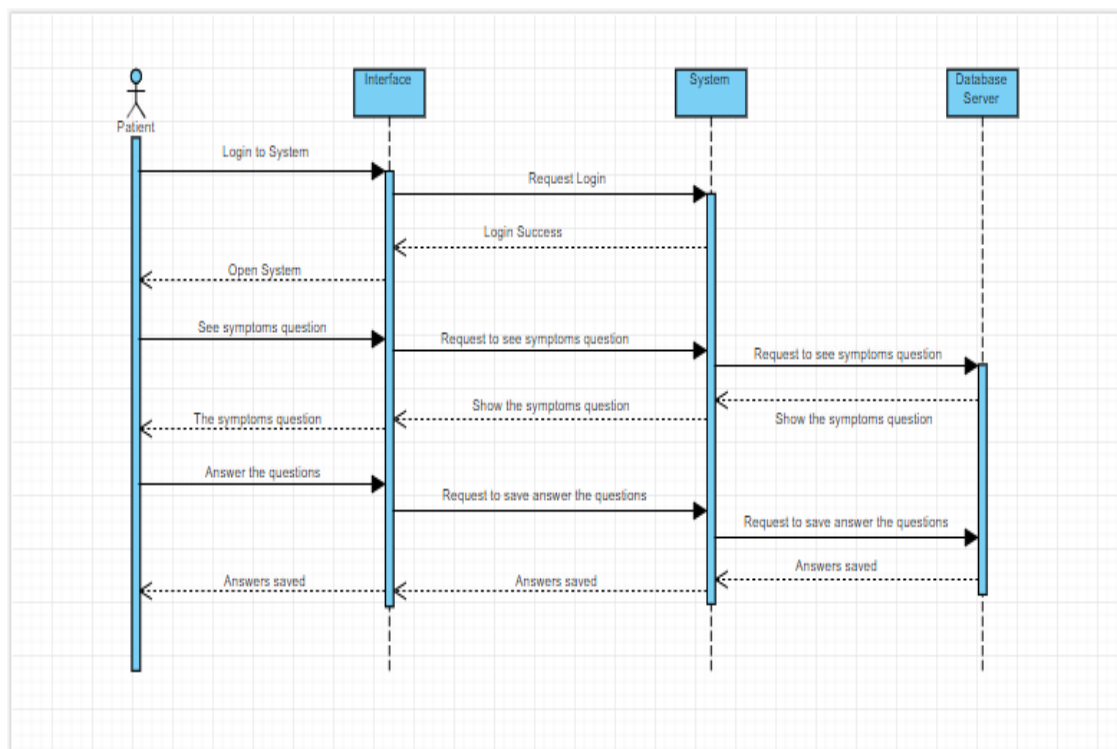 Interface
System
Database
Server
Patient
Login to System
Request Login
Login Success
Open System
See symptoms question
Request to see symptoms question
Request to see symptoms question
Show the symptoms question
Show the symptoms question
The symptoms question
Answer the questions
Request to save answer the questions
Request to save answer the questions
Answers saved
Answers saved
Answers saved